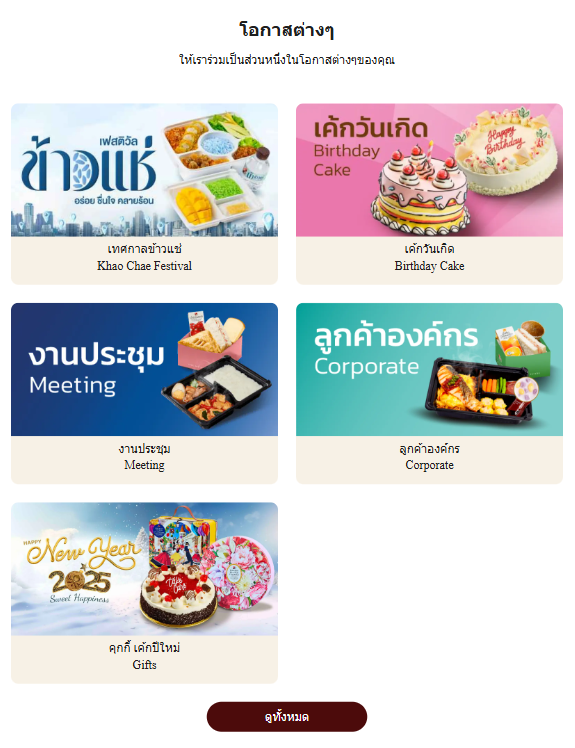 โอกาสต่างๆ
ให้เราร่วมเป็นส่วนหนึ่งในโอกาสต่างๆของคุณ
เฟสติวัล
ข้าวแช่
อร่อย ชื่นใจ คลายร้อน
เทศกาลข้าวแช่
Khao Chae Festival
เค้กวันเกิด
Birthday
Cake
Happy
Birthday
เค้กวันเกิด
Birthday Cake
งานประชุม
Meeting
งานประชุม
Meeting
ลูกค้าองค์กร
Corporate
ลูกค้าองค์กร
Corporate
HAPPY
New Year
2025
Sweet Happiness
คุกกี้ เค้กปีใหม่
Gifts
ดูทั้งหมด